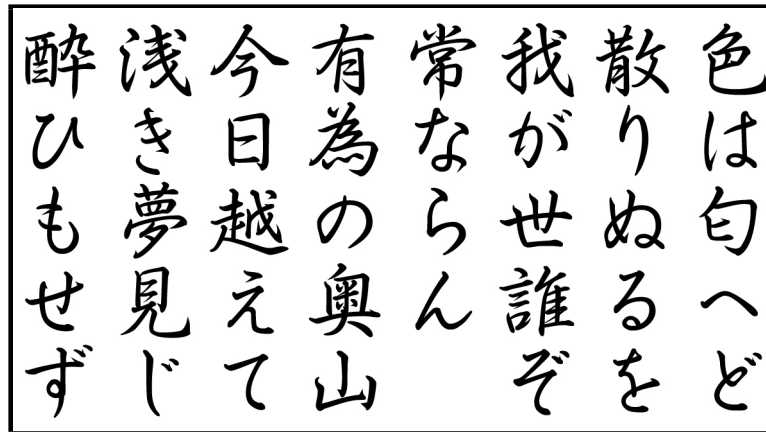 色は匂へど
散りぬるを
我が世誰ぞ
常ならん
有為の奥山
今日越えて
浅き夢見じ
酔ひもせず